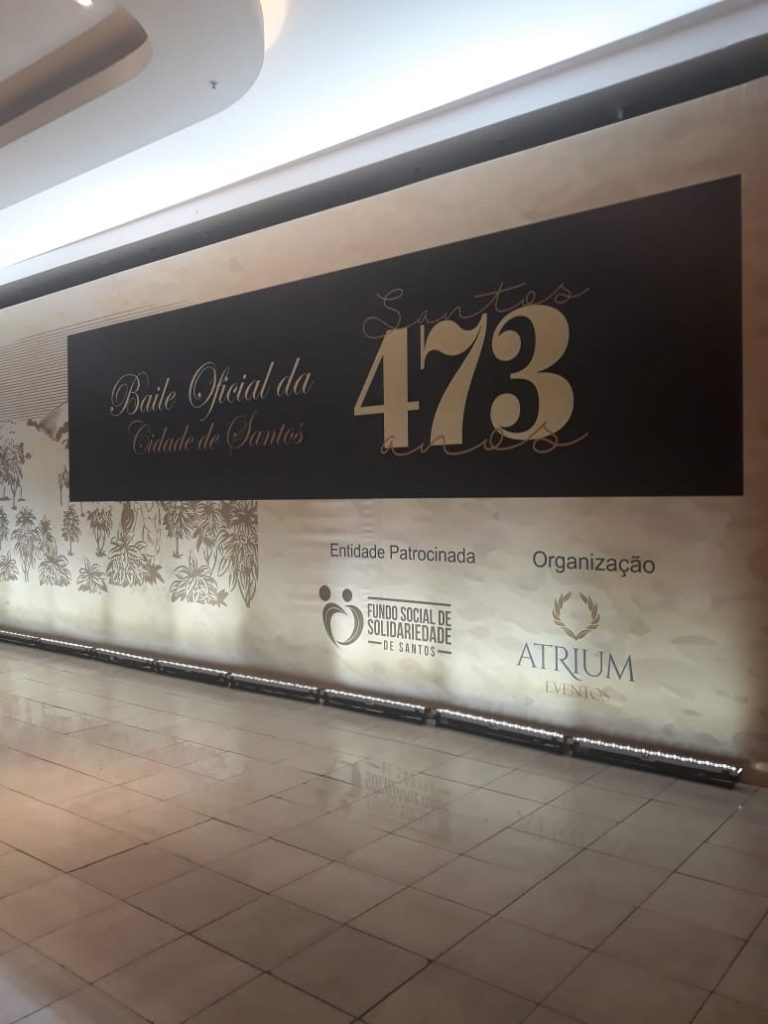 Baile Oficial da
Cidade de Santos
Santos
473
anos
Entidade Patrocinada
FUNDO SOCIAL DE
SOLIDARIEDADE
DE SANTOS
Organização
ATRIUM
EVENTOS